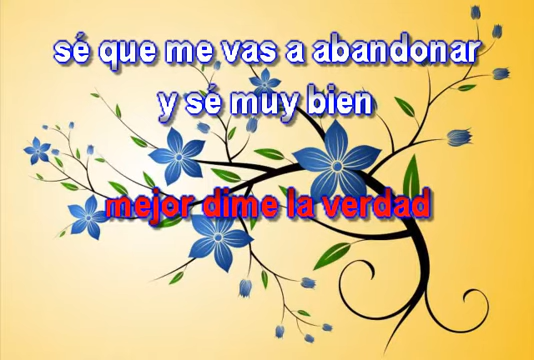 sé que me vas a abandonar
y sé muy bien
mejor dime la verdad